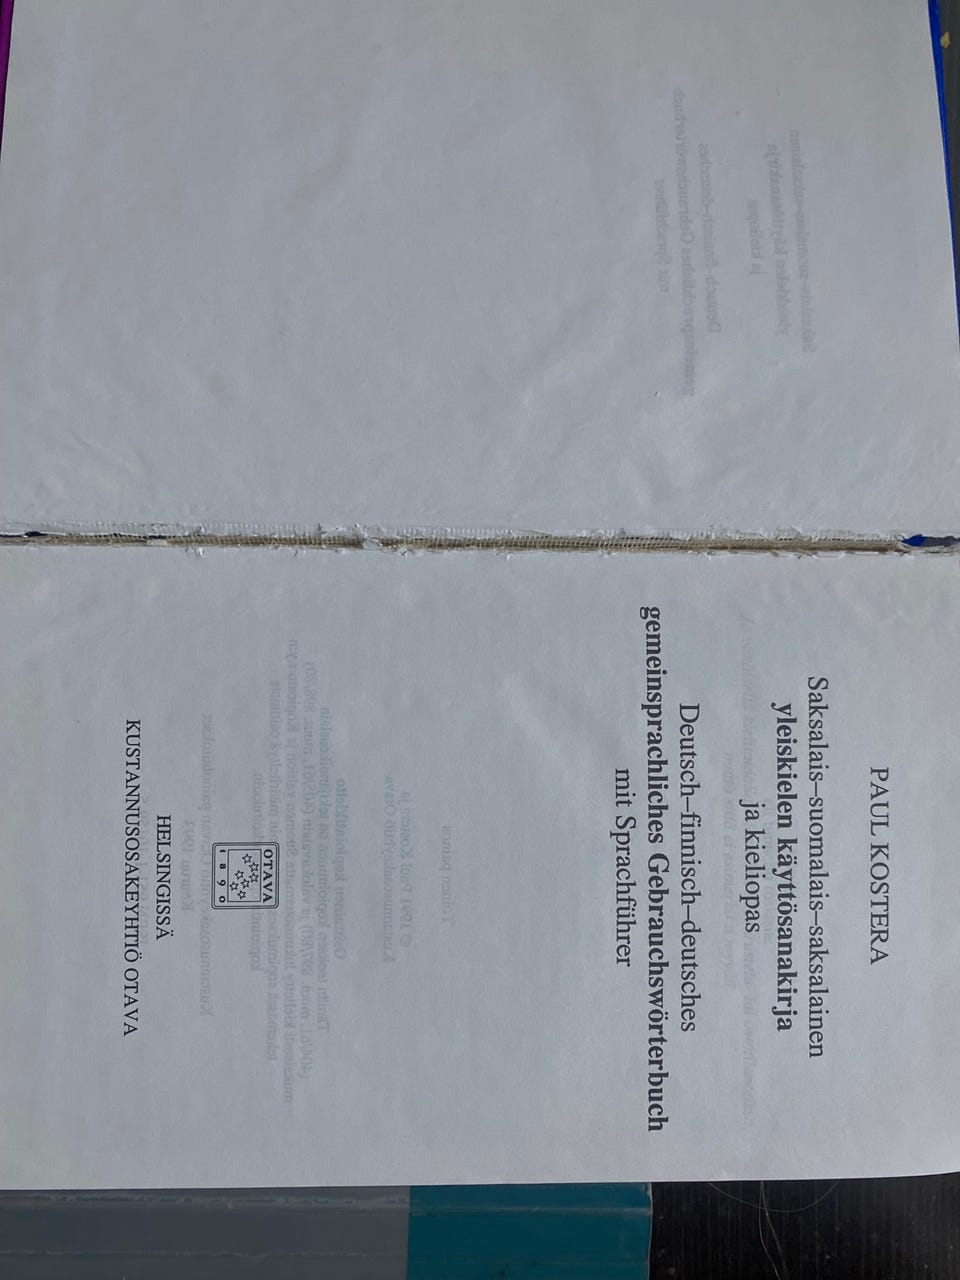 PAUL KOSTERA
Saksalais–suomalais–saksalainen
yleiskielen käyttösanakirja
ja kieliopas
Deutsch–finnisch–deutsches
gemeinsprachliches Gebrauchswörterbuch
mit Sprachführer
OTAVA
1890
HELSINGISSÄ
KUSTANNUSOSAKEYHTIÖ OTAVA